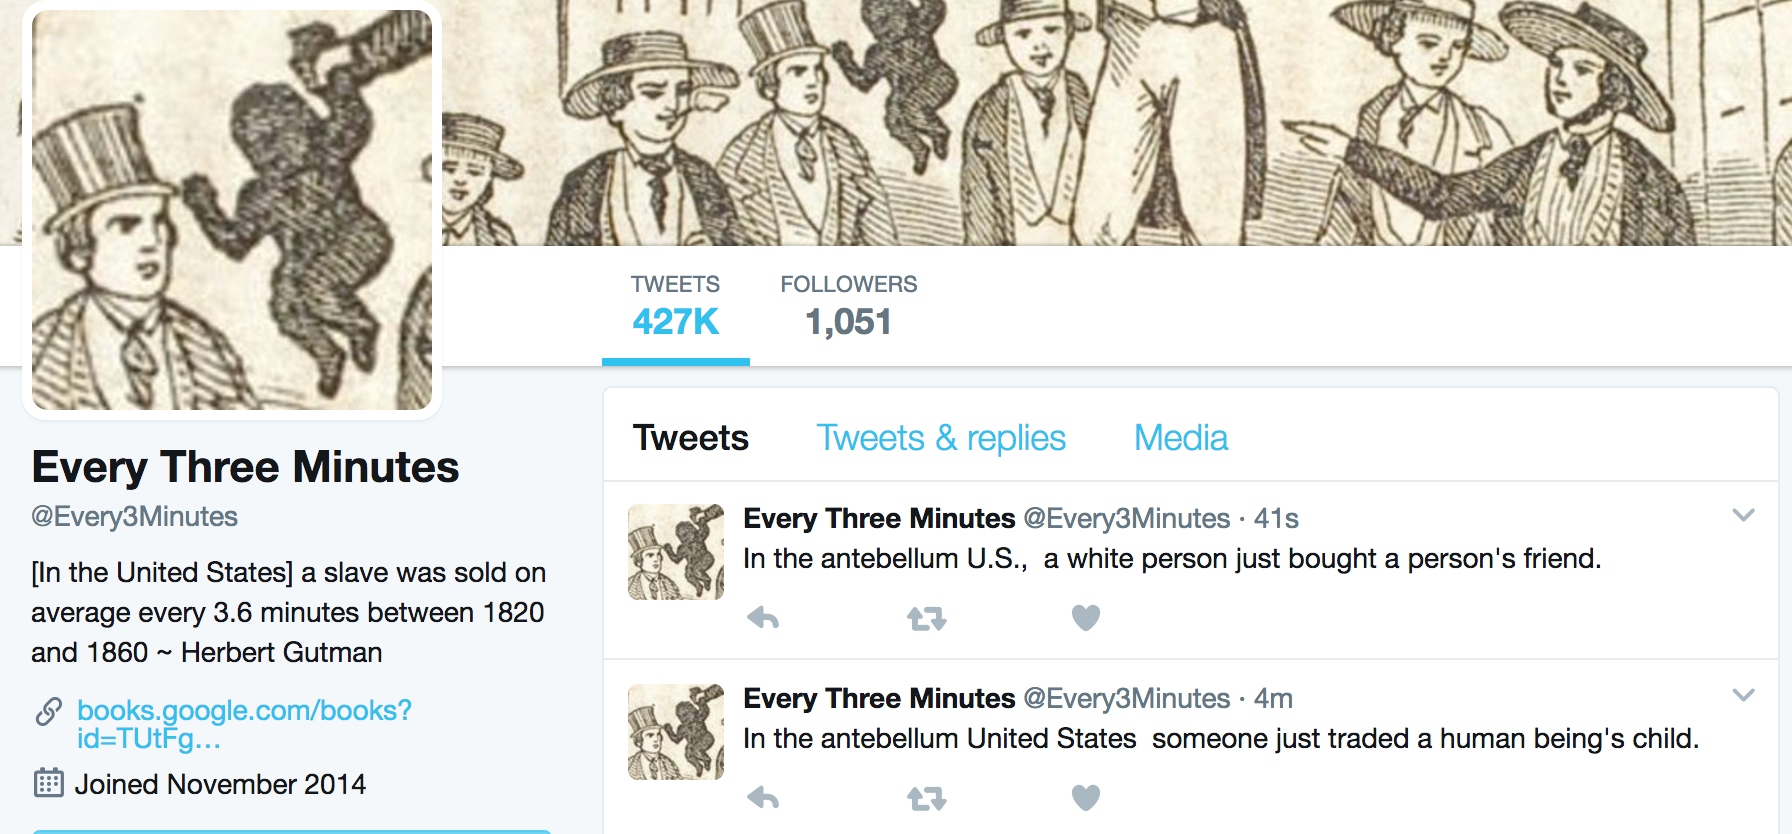 TWEETS
427K
FOLLOWERS
1,051
Every Three Minutes
@Every3Minutes
[In the United States] a slave was sold on
average every 3.6 minutes between 1820
and 1860 ~ Herbert Gutman
books.google.com/books?
id=TUtFg…
Joined November 2014
Tweets
Tweets & replies
Media
Every Three Minutes @Every3Minutes · 41s
In the antebellum U.S.,  a white person just bought a person's friend.
Every Three Minutes @Every3Minutes · 4m
In the antebellum United States  someone just traded a human being's child.